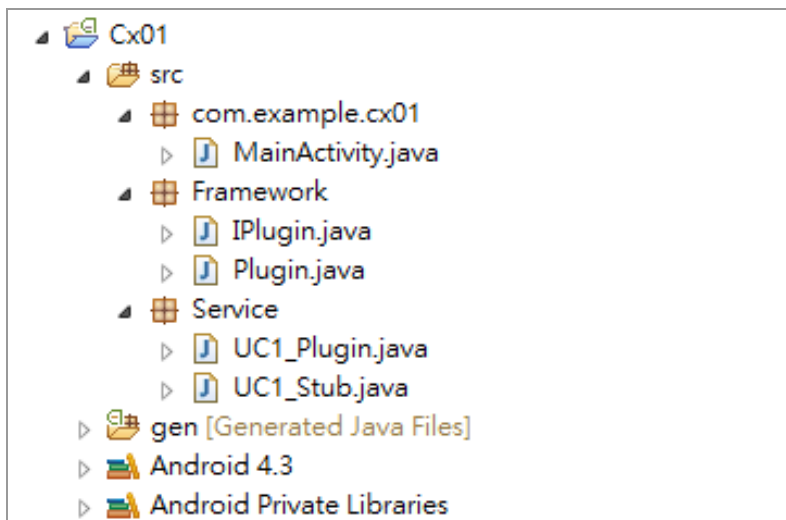 Cx01
src
com.example.cx01
MainActivity.java
Framework
IPlugin.java
Plugin.java
Service
UC1_Plugin.java
UC1_Stub.java
gen [Generated Java Files]
Android 4.3
Android Private Libraries